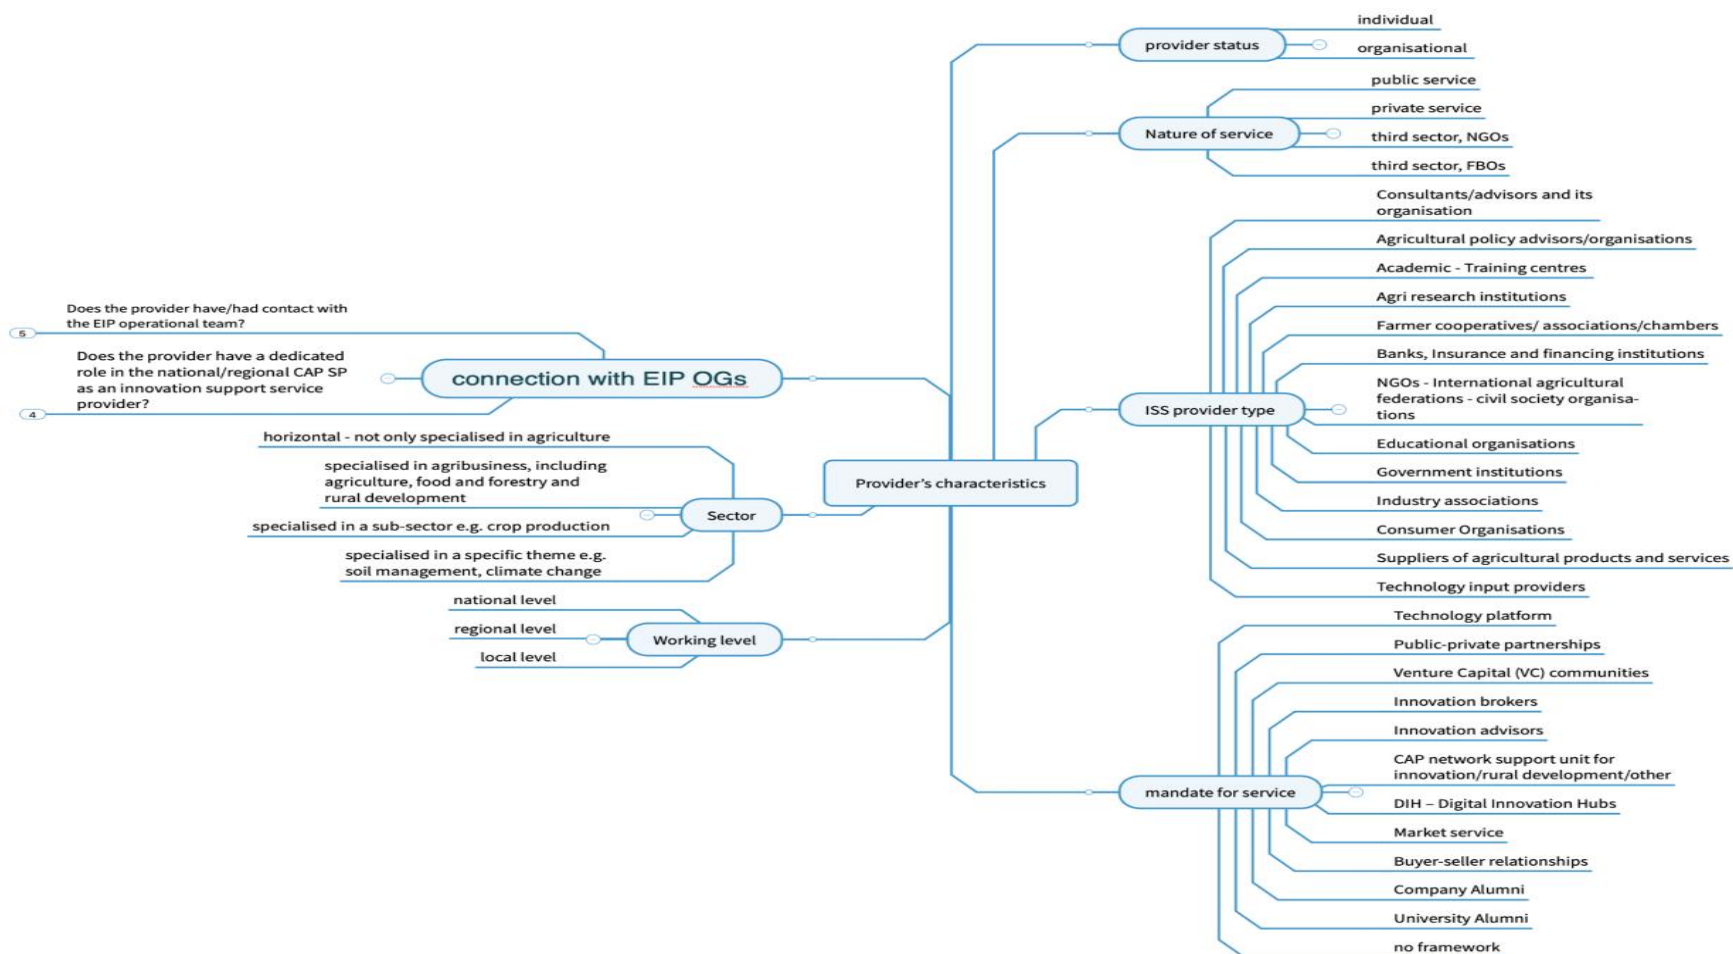 individual
provider status
organisational
public service
private service
Nature of service
third sector, NGOs
third sector, FBOs
Consultants/advisors and its
organisation
Agricultural policy advisors/organisations
Academic - Training centres
Agri research institutions
Farmer cooperatives/ associations/chambers
Banks, Insurance and financing institutions
NGOs - International agricultural
federations - civil society organisa-
tions
ISS provider type
Educational organisations
Government institutions
Industry associations
Consumer Organisations
Suppliers of agricultural products and services
Technology input providers
Technology platform
Public-private partnerships
Venture Capital (VC) communities
Innovation brokers
Innovation advisors
CAP network support unit for
innovation/rural development/other
mandate for service
DIH – Digital Innovation Hubs
Market service
Buyer-seller relationships
Company Alumni
University Alumni
no framework
Provider's characteristics
Does the provider have/had contact with
the EIP operational team?
5
Does the provider have a dedicated
role in the national/regional CAP SP
as an innovation support service
provider?
4
connection with EIP OGs
horizontal - not only specialised in agriculture
specialised in agribusiness, including
agriculture, food and forestry and
rural development
Sector
specialised in a sub-sector e.g. crop production
specialised in a specific theme e.g.
soil management, climate change
national level
regional level
Working level
local level